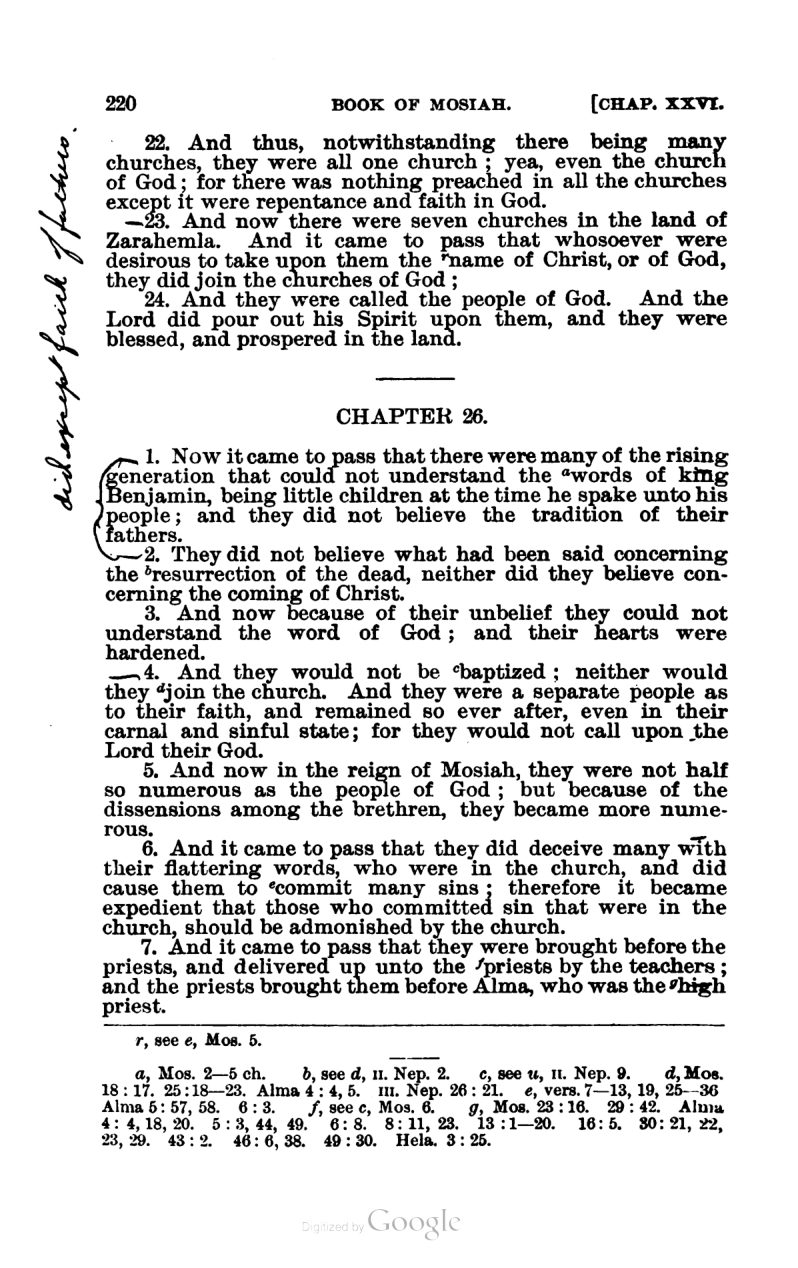 220 BOOK OF MOSIAH. [CHAP. XXVI.
did except faith of fathers.
22. And thus, notwithstanding there being many
churches, they were all one church ; yea, even the church
of God; for there was nothing preached in all the churches
except it were repentance and faith in God.
—23. And now there were seven churches in the land of
Zarahemla. And it came to pass that whosoever were
desirous to take upon them the rname of Christ, or of God,
they did join the churches of God ;
24. And they were called the people of God. And the
Lord did pour out his Spirit upon them, and they were
blessed, and prospered in the land.
CHAPTER 26.
1. Now it came to pass that there were many of the rising
generation that could not understand the awords of king
Benjamin, being little children at the time he spake unto his
people; and they did not believe the tradition of their
fathers.
—2. They did not believe what had been said concerning
the bresurrection of the dead, neither did they believe con-
cerning the coming of Christ.
3. And now because of their unbelief they could not
understand the word of God ; and their hearts were
hardened.
—4. And they would not be cbaptized ; neither would
they djoin the church. And they were a separate people as
to their faith, and remained so ever after, even in their
carnal and sinful state; for they would not call upon the
Lord their God.
5. And now in the reign of Mosiah, they were not half
so numerous as the people of God ; but because of the
dissensions among the brethren, they became more nume-
rous.
6. And it came to pass that they did deceive many with
their flattering words, who were in the church, and did
cause them to ecommit many sins ; therefore it became
expedient that those who committed sin that were in the
church, should be admonished by the church.
7. And it came to pass that they were brought before the
priests, and delivered up unto the fpriests by the teachers ;
and the priests brought them before Alma, who was the ghigh
priest.
r, see e, Mos. 5.
a, Mos. 2—5 ch. b, see d, II. Nep. 2. c, see u, II. Nep. 9. d, Mos.
18 : 17. 25 : 18—23. Alma 4 : 4, 5. III. Nep. 26 : 21. e, vers. 7—13, 19, 25—36
Alma 5 : 57, 58. 6 : 3. f, see c, Mos. 6. g, Mos. 23 : 16. 29 : 42. Alma
4 : 4, 18, 20. 5 : 3, 44, 49. 6 : 8. 8 : 11, 23. 13 : 1—20. 16 : 5. 30 : 21, 22,
23, 29. 43 : 2. 46 : 6, 38. 49 : 30. Hela. 3 : 25.
Digitized by Google